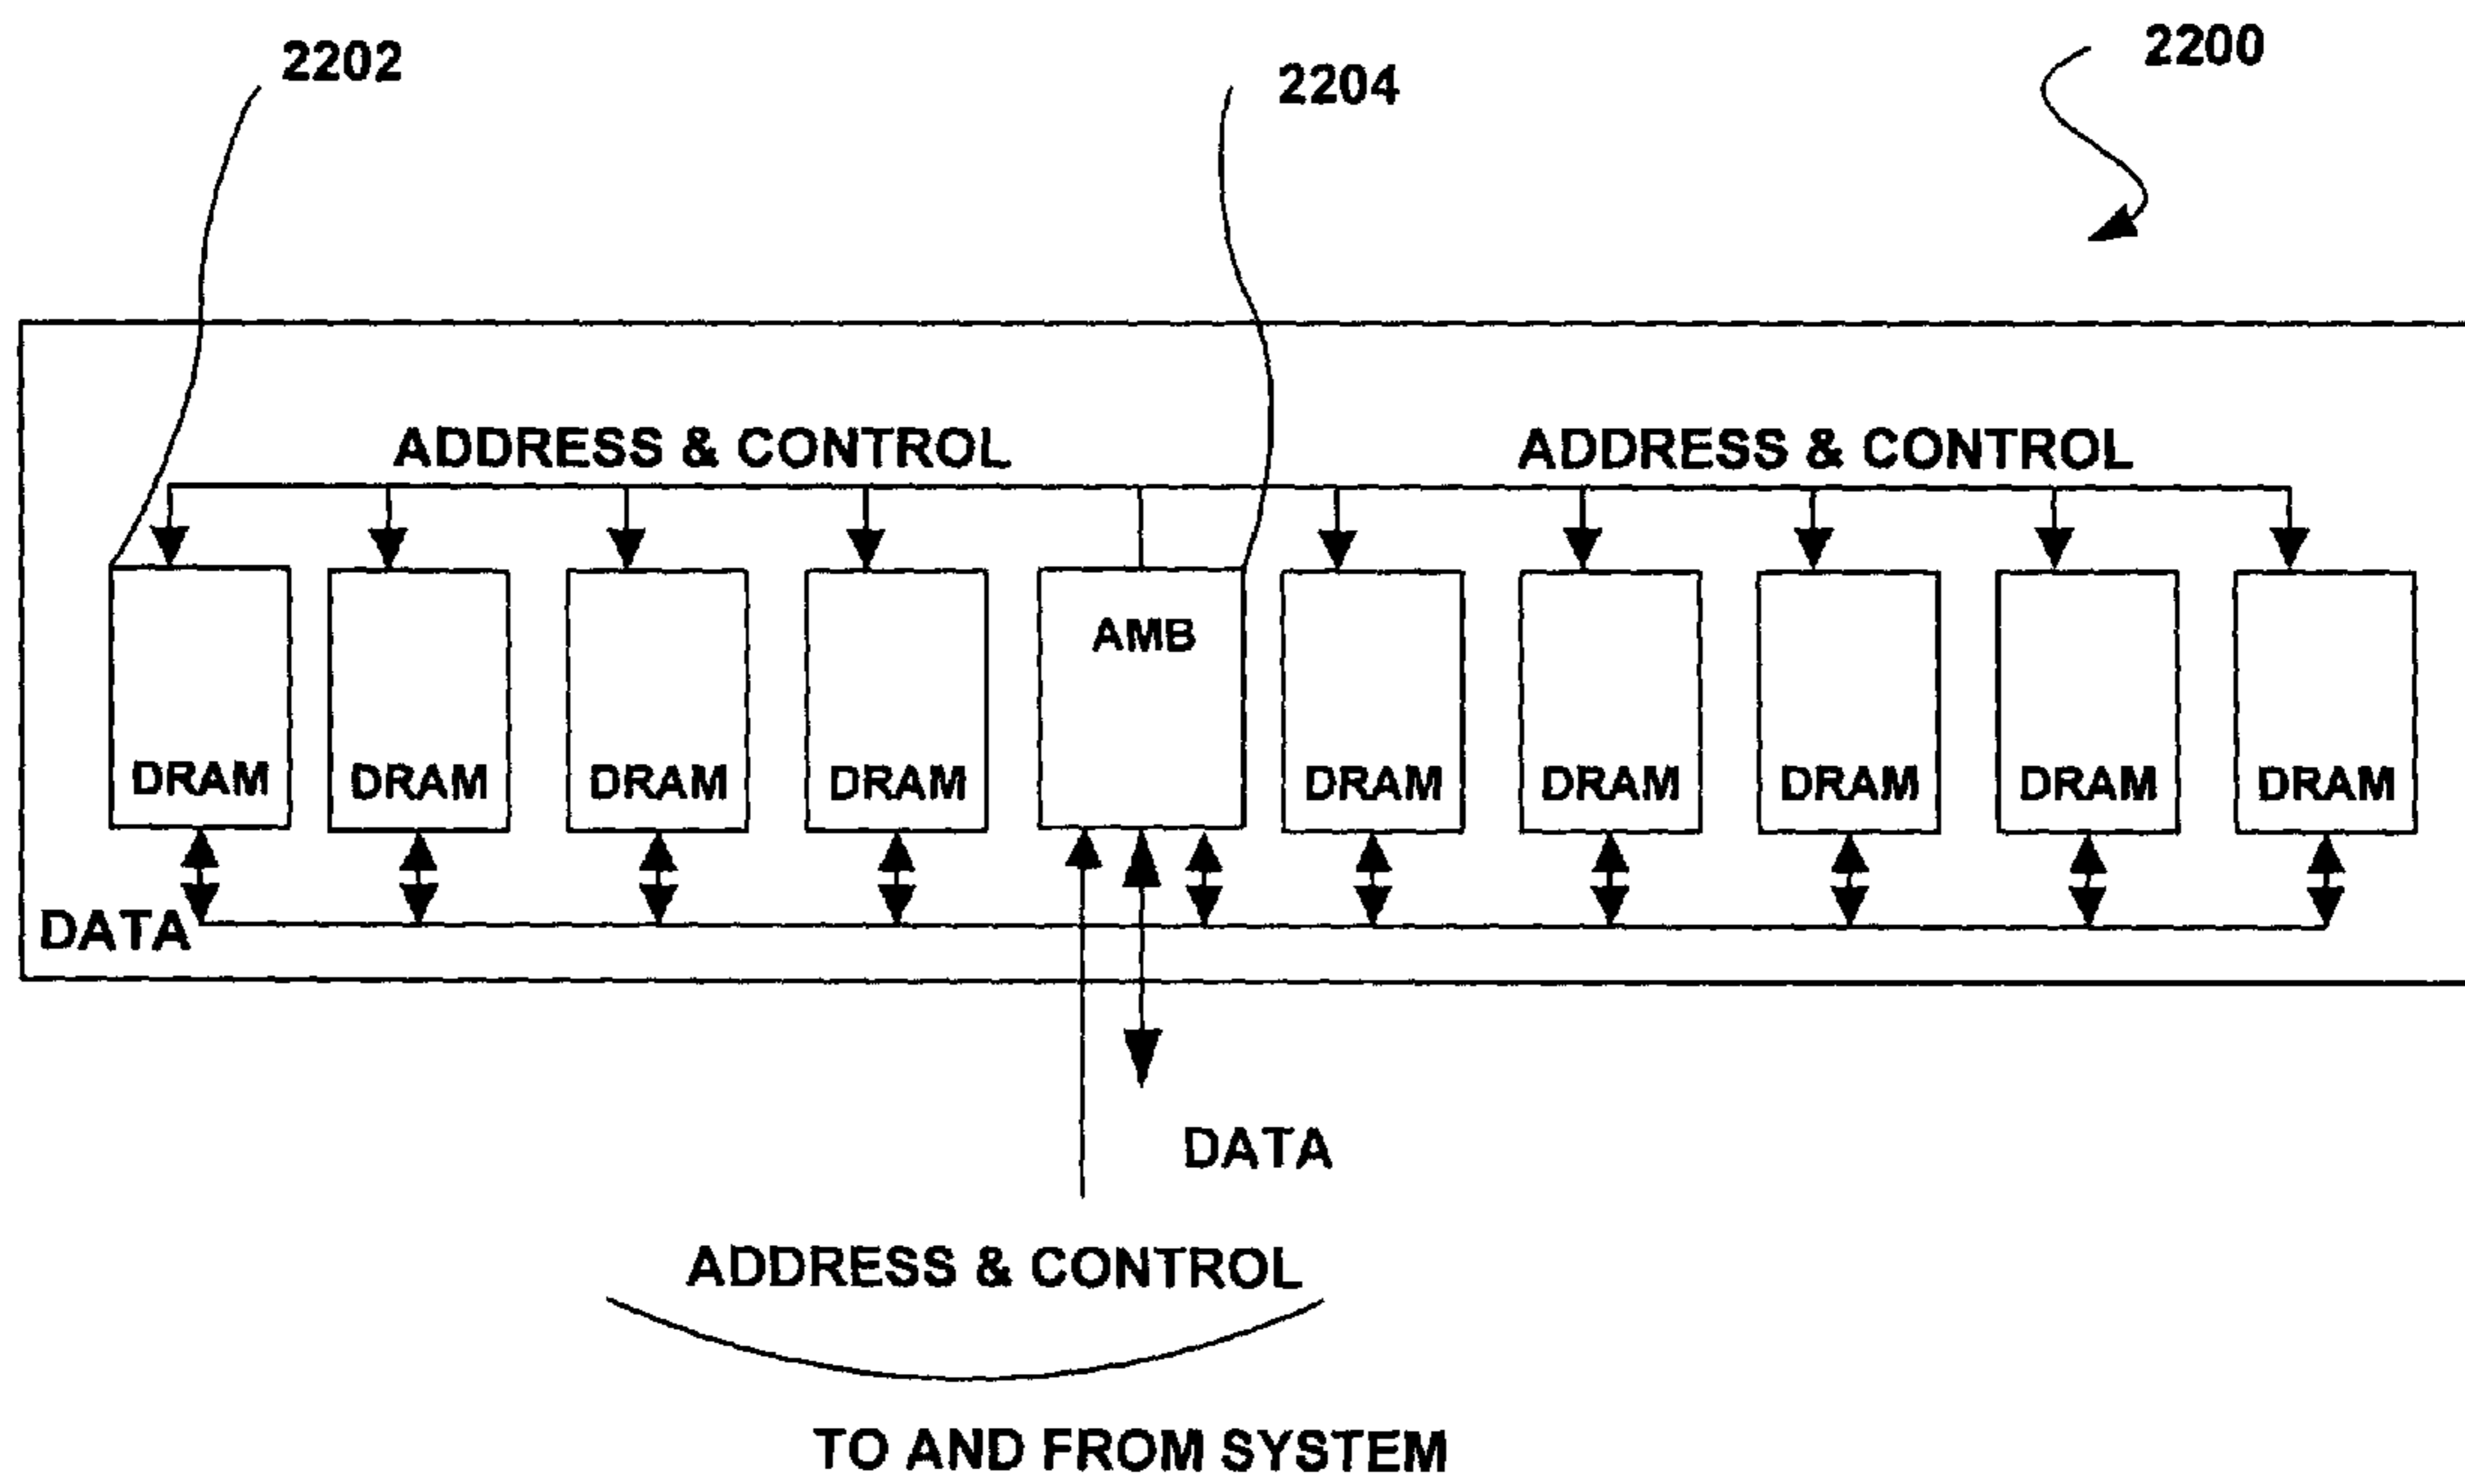 2202
2204
2200
ADDRESS & CONTROL
ADDRESS & CONTROL
AMB
DRAM
DRAM
DRAM
DRAM
DRAM
DRAM
DRAM
DRAM
DRAM
DATA
DATA
ADDRESS & CONTROL
TO AND FROM SYSTEM